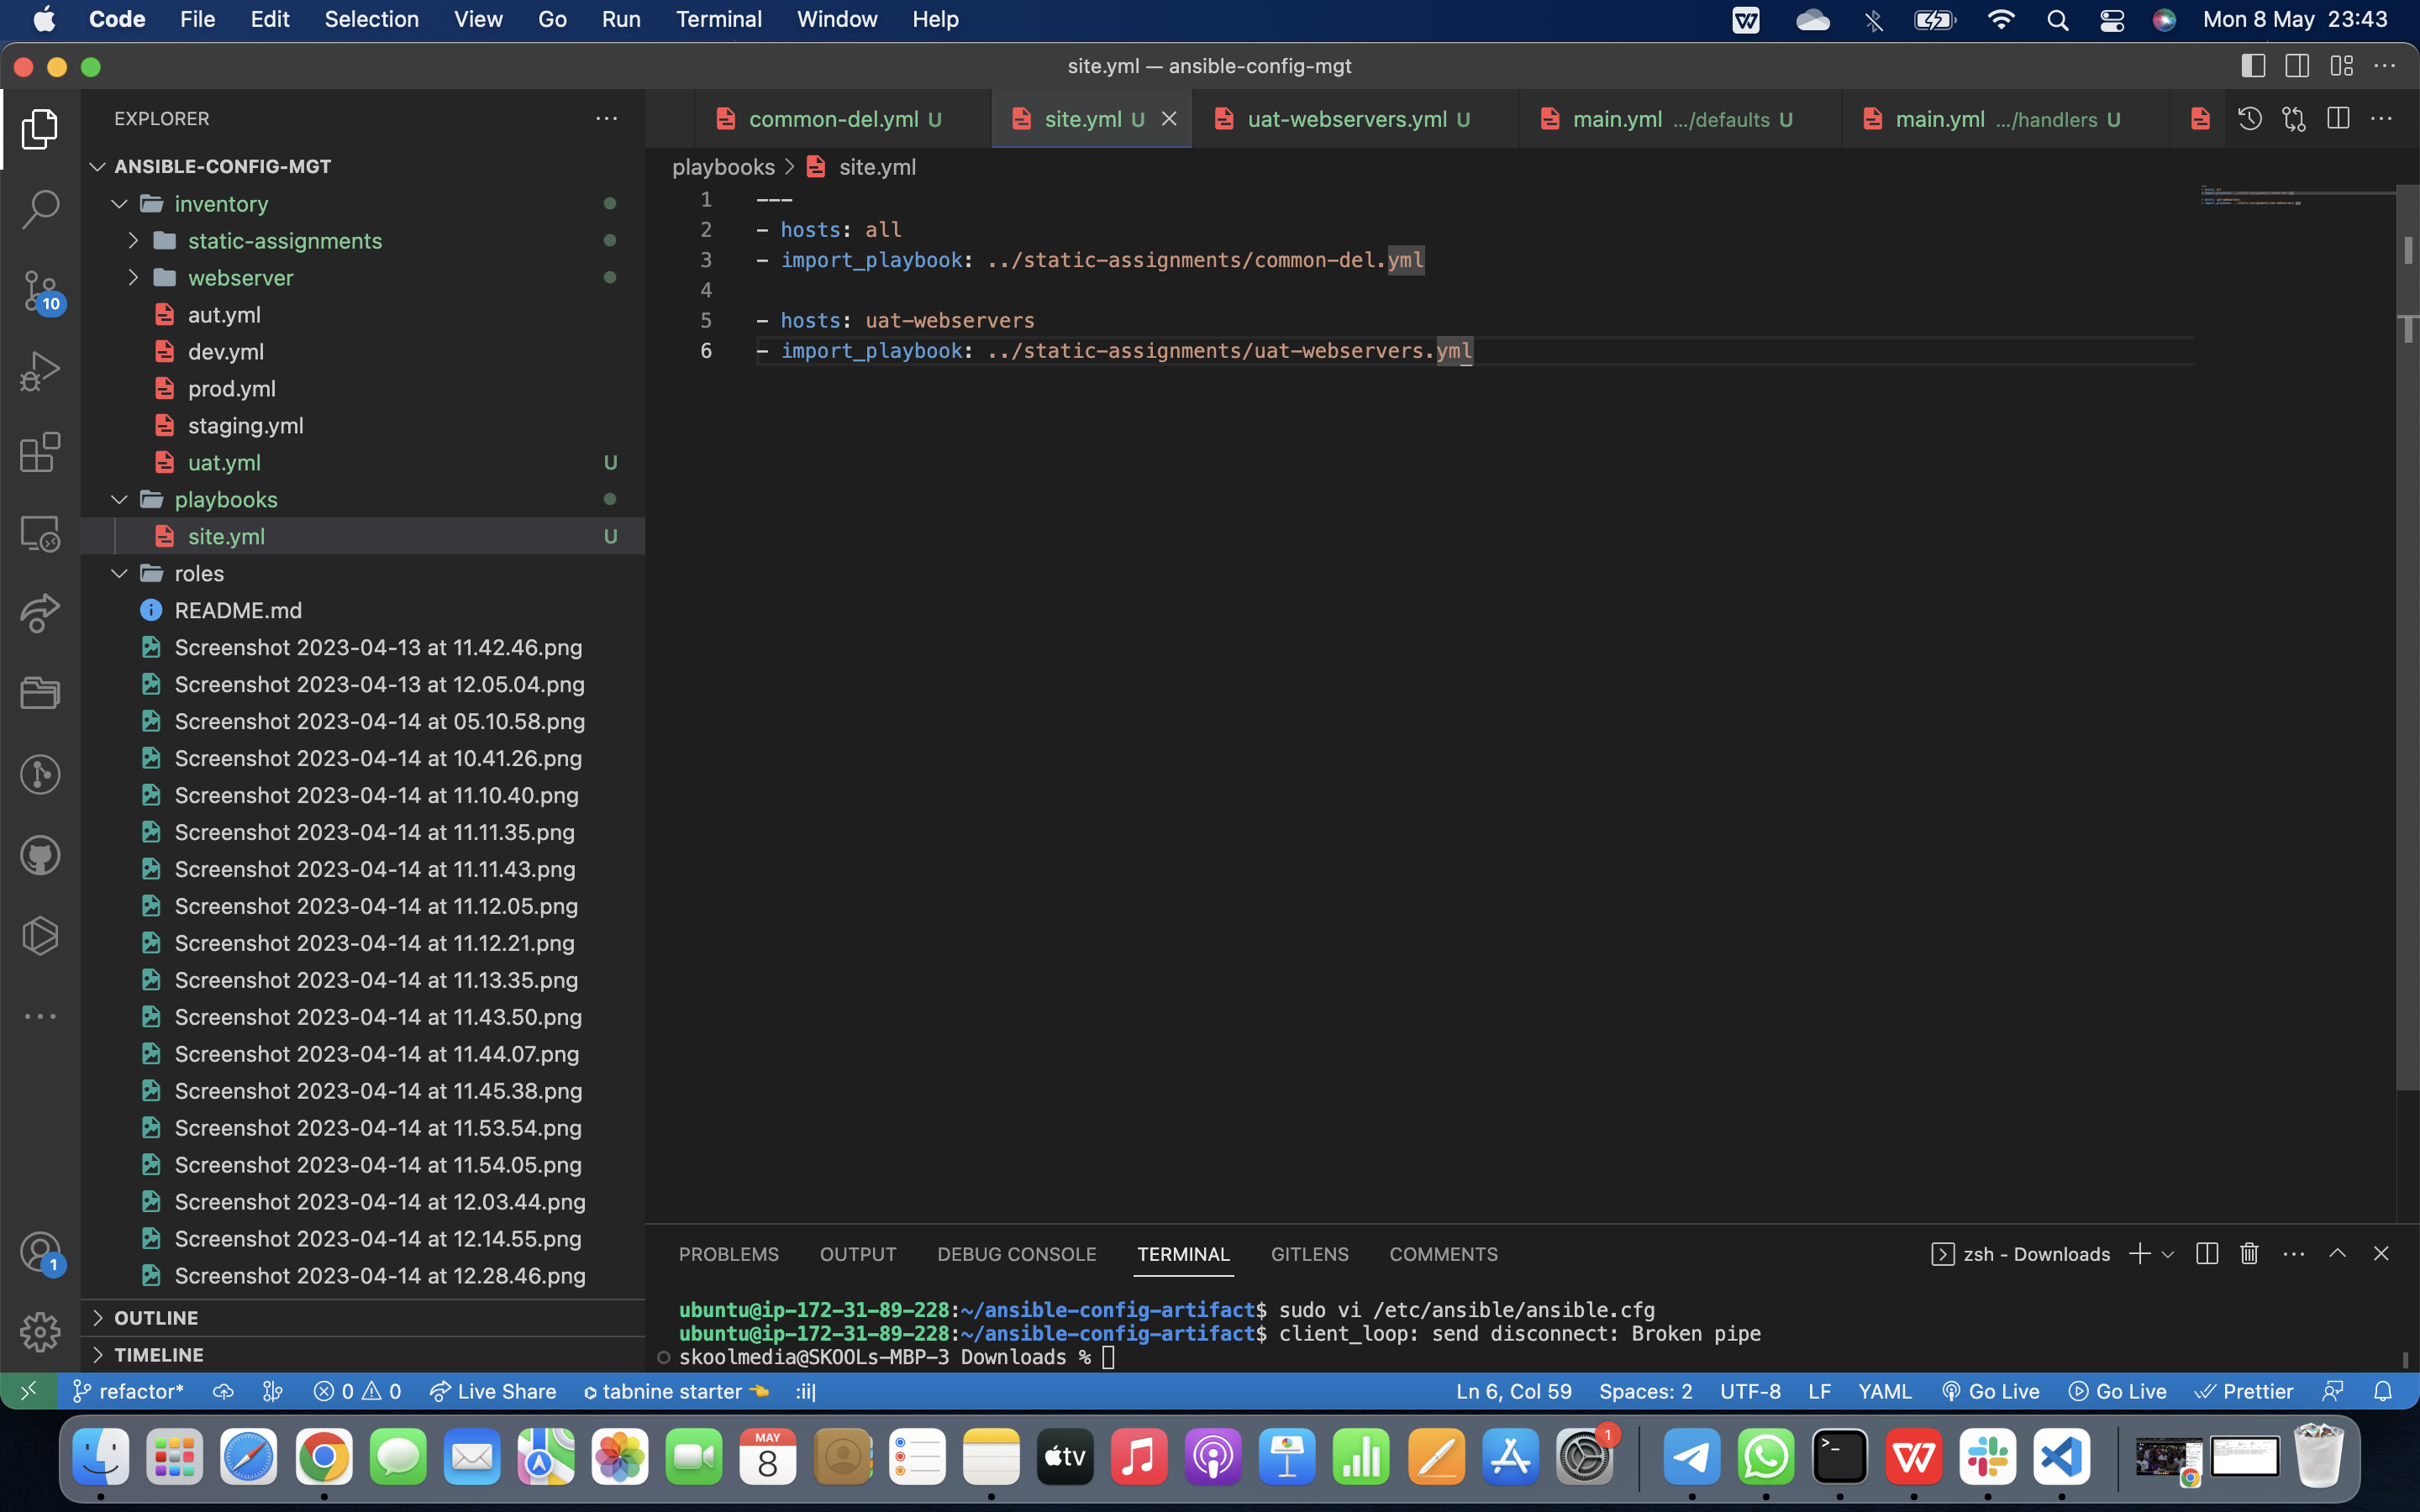 Code File Edit Selection View Go Run Terminal Window Help Mon 8 May 23:43
site.yml — ansible-config-mgt
EXPLORER
common-del.yml U
site.yml U
uat-webservers.yml U
main.yml .../defaults U
main.yml .../handlers U
ANSIBLE-CONFIG-MGT
inventory
static-assignments
webserver
aut.yml
dev.yml
prod.yml
staging.yml
uat.yml U
playbooks
site.yml U
roles
README.md
Screenshot 2023-04-13 at 11.42.46.png
Screenshot 2023-04-13 at 12.05.04.png
Screenshot 2023-04-14 at 05.10.58.png
Screenshot 2023-04-14 at 10.41.26.png
Screenshot 2023-04-14 at 11.10.40.png
Screenshot 2023-04-14 at 11.11.35.png
Screenshot 2023-04-14 at 11.11.43.png
Screenshot 2023-04-14 at 11.12.05.png
Screenshot 2023-04-14 at 11.12.21.png
Screenshot 2023-04-14 at 11.13.35.png
Screenshot 2023-04-14 at 11.43.50.png
Screenshot 2023-04-14 at 11.44.07.png
Screenshot 2023-04-14 at 11.45.38.png
Screenshot 2023-04-14 at 11.53.54.png
Screenshot 2023-04-14 at 11.54.05.png
Screenshot 2023-04-14 at 12.03.44.png
Screenshot 2023-04-14 at 12.14.55.png
Screenshot 2023-04-14 at 12.28.46.png
OUTLINE
TIMELINE
10
1
playbooks > site.yml
1 ---
2 - hosts: all
3 - import_playbook: ../static-assignments/common-del.yml
4
5 - hosts: uat-webservers
6 - import_playbook: ../static-assignments/uat-webservers.yml
PROBLEMS OUTPUT DEBUG CONSOLE TERMINAL GITLENS COMMENTS zsh - Downloads
ubuntu@ip-172-31-89-228:~/ansible-config-artifact$ sudo vi /etc/ansible/ansible.cfg
ubuntu@ip-172-31-89-228:~/ansible-config-artifact$ client_loop: send disconnect: Broken pipe
skoolmedia@SKOOLs-MBP-3 Downloads %
refactor* 0 0 Live Share tabnine starter Ln 6, Col 59 Spaces: 2 UTF-8 LF YAML Go Live Go Live Prettier
MAY
8
tv
1